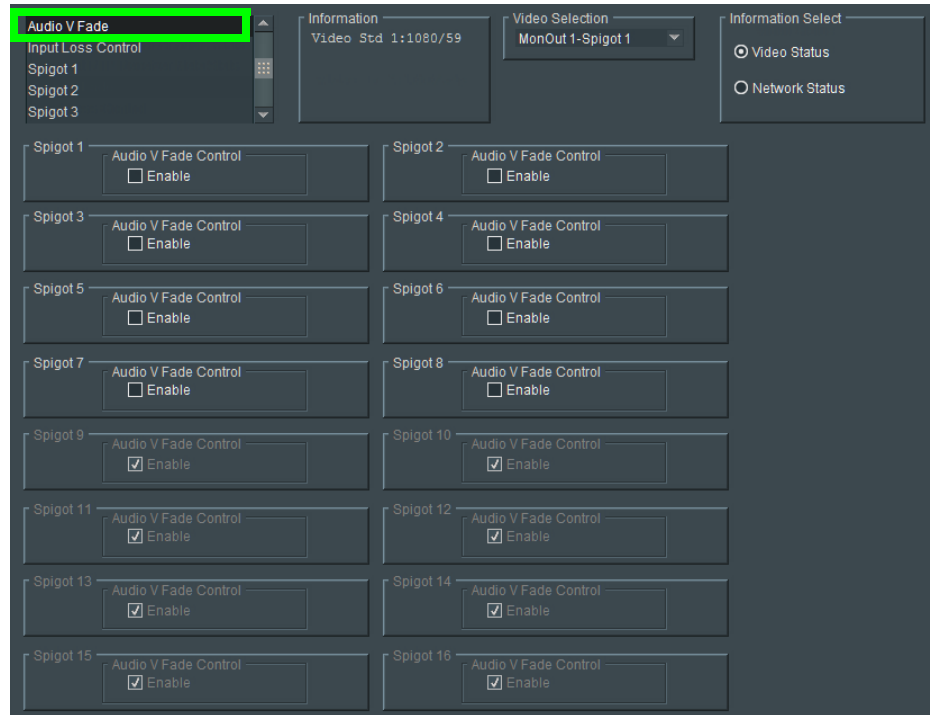 Audio V Fade
Input Loss Control
Spigot 1
Spigot 2
Spigot 3
Information
Video Std 1:1080/59
Video Selection
MonOut 1-Spigot 1
Information Select
Video Status
Network Status
Spigot 1
Audio V Fade Control
Enable
Spigot 2
Audio V Fade Control
Enable
Spigot 3
Audio V Fade Control
Enable
Spigot 4
Audio V Fade Control
Enable
Spigot 5
Audio V Fade Control
Enable
Spigot 6
Audio V Fade Control
Enable
Spigot 7
Audio V Fade Control
Enable
Spigot 8
Audio V Fade Control
Enable
Spigot 9
Audio V Fade Control
Enable
Spigot 10
Audio V Fade Control
Enable
Spigot 11
Audio V Fade Control
Enable
Spigot 12
Audio V Fade Control
Enable
Spigot 13
Audio V Fade Control
Enable
Spigot 14
Audio V Fade Control
Enable
Spigot 15
Audio V Fade Control
Enable
Spigot 16
Audio V Fade Control
Enable